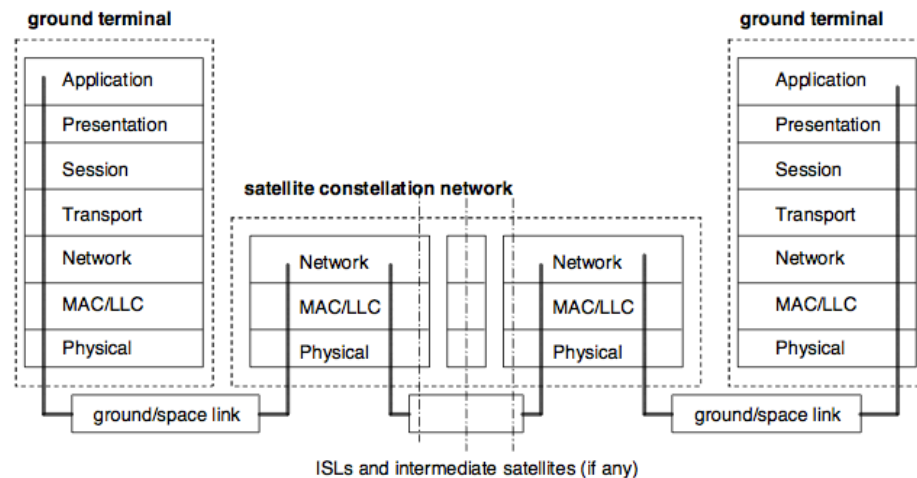 ground terminal
Application
Presentation
Session
Transport
Network
MAC/LLC
Physical
ground/space link
satellite constellation network
Network
MAC/LLC
Physical
Network
MAC/LLC
Physical
ISLs and intermediate satellites (if any)
ground terminal
Application
Presentation
Session
Transport
Network
MAC/LLC
Physical
ground/space link